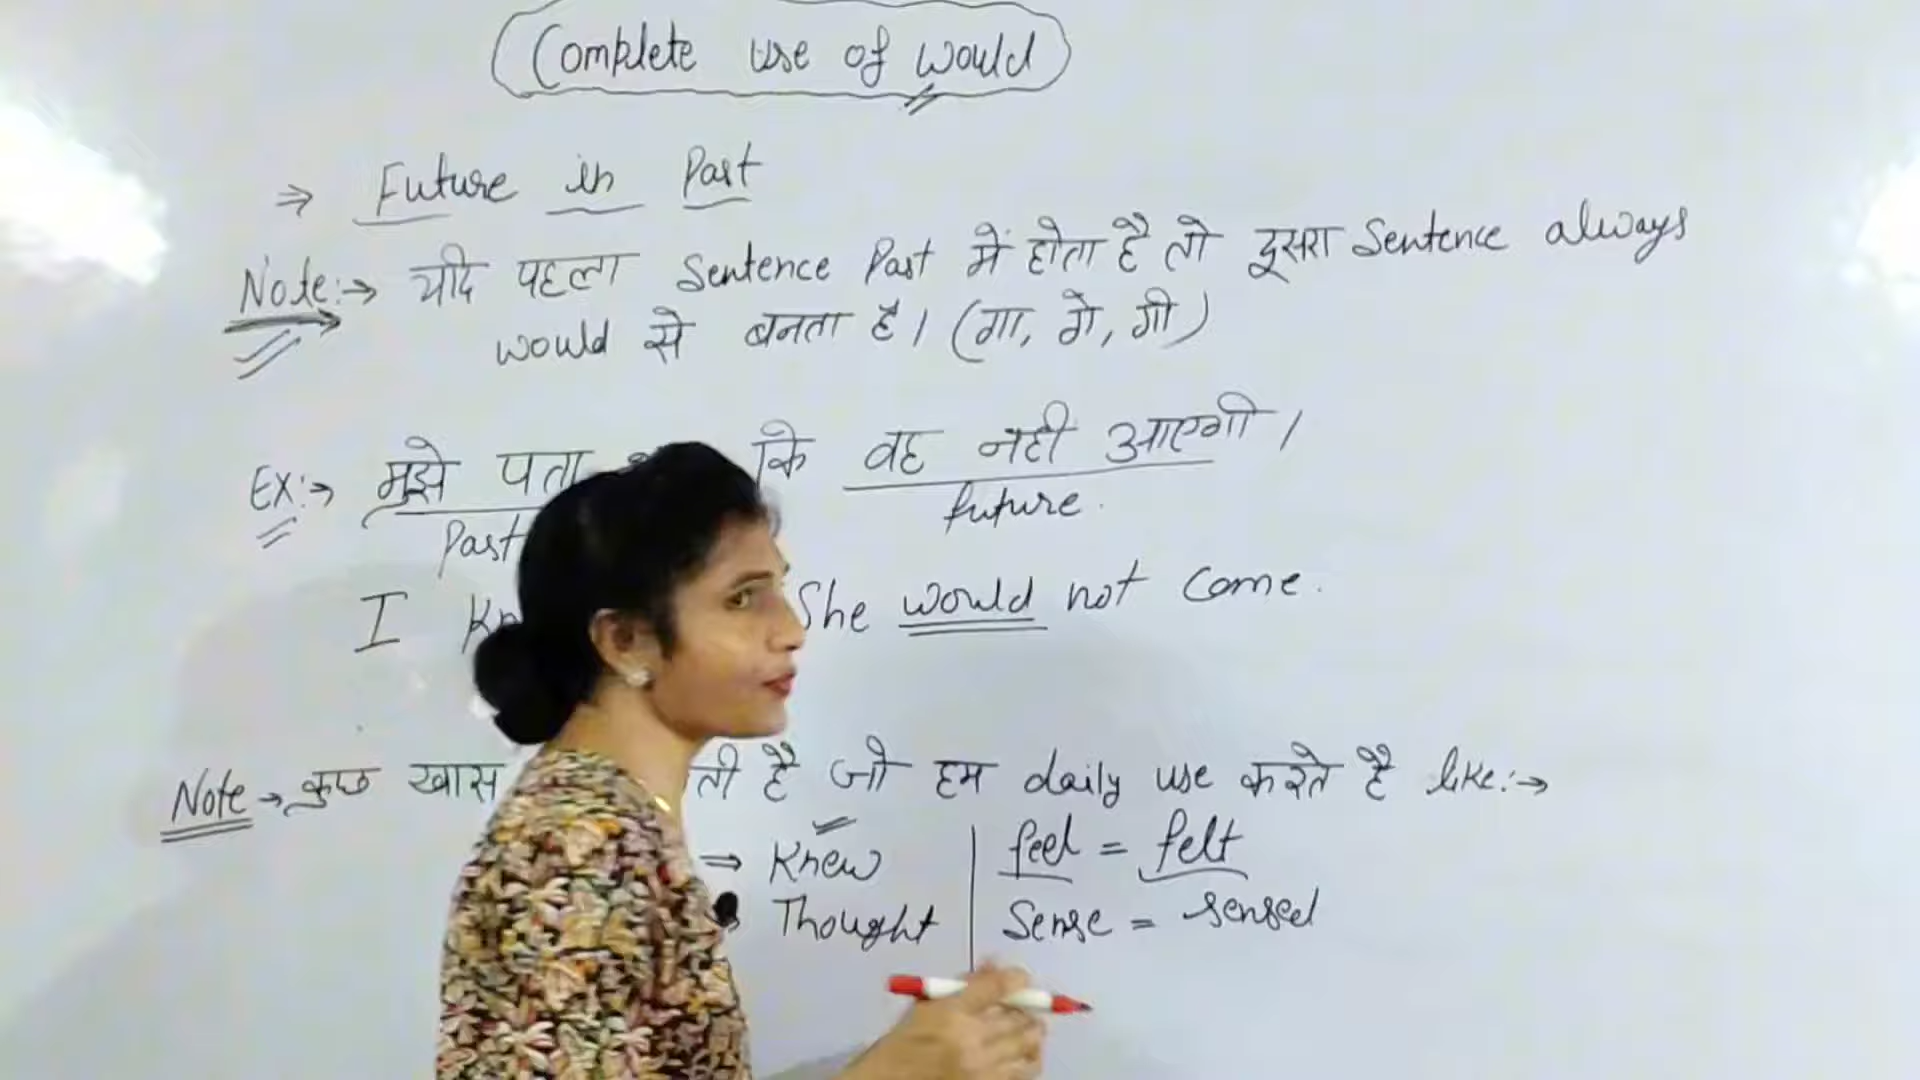 Complete use of would
⇒ Future in Past
Note:→ यदि पहला Sentence Past में होता है तो दूसरा Sentence always
would से बनता है। (गा, गे, गी)
Ex:→ मुझे पता कि वह नही आएगी।
Past future.
I She would not come.
Note → कुछ खास है जो हम daily use करते है like:→
⇒ Knew feel = felt
Thought Sense = sensed